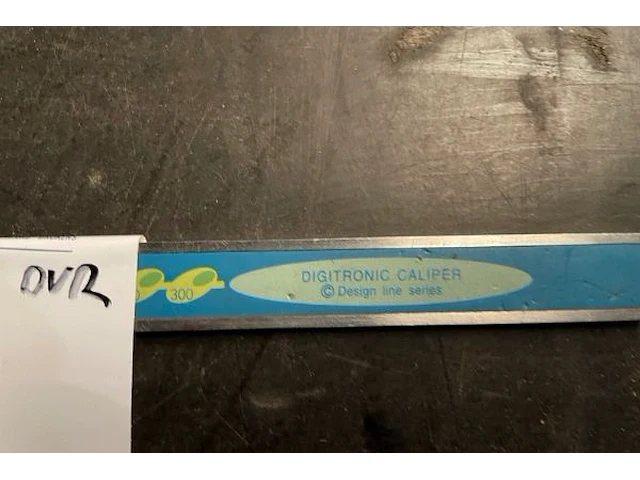 OVR
300
DIGITRONIC CALIPER
© Design line series